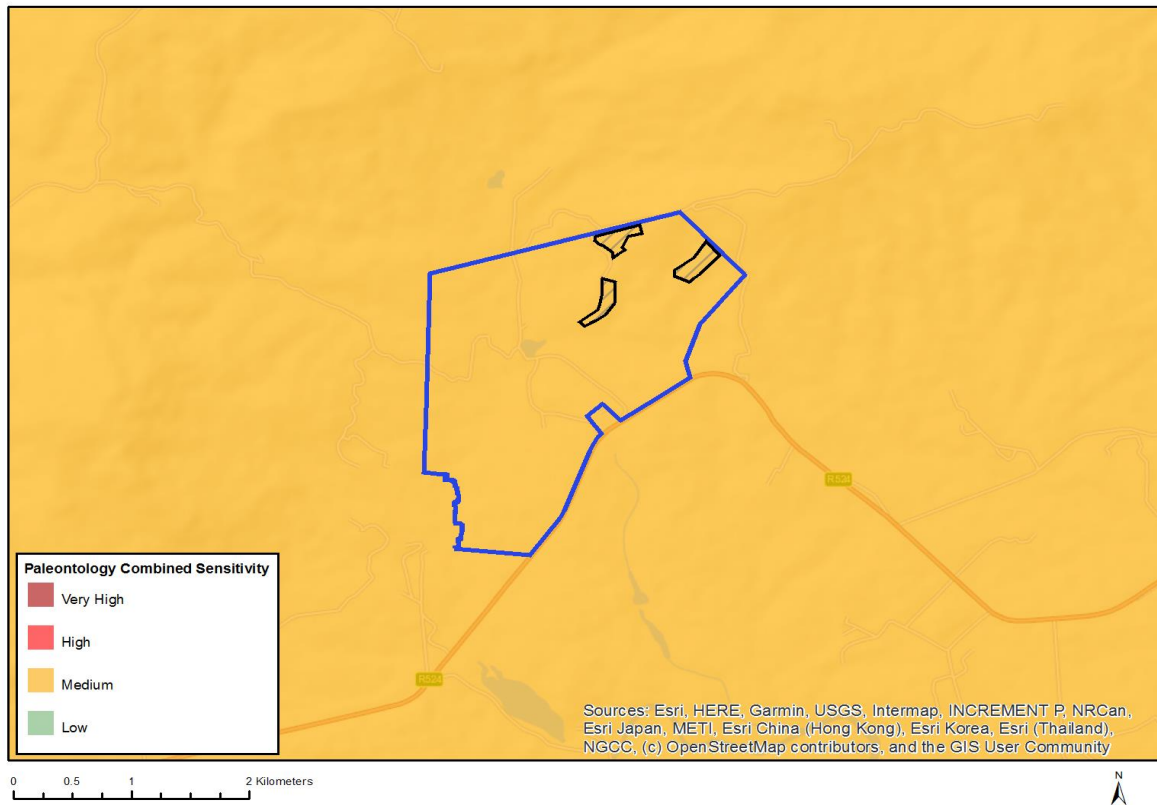 R524
R524
Paleontology Combined Sensitivity
Very High
High
Medium
Low
Sources: Esri, HERE, Garmin, USGS, Intermap, INCREMENT P, NRCan,
Esri Japan, METI, Esri China (Hong Kong), Esri Korea, Esri (Thailand),
NGCC, (c) OpenStreetMap contributors, and the GIS User Community
0 0.5 1 2 Kilometers
N